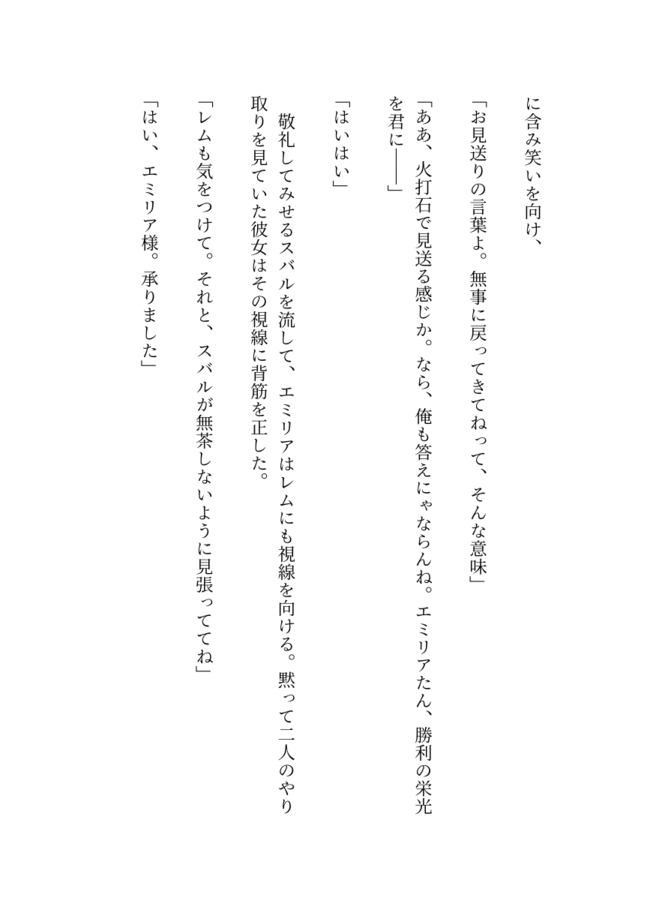 に含み笑いを向け、
「お見送りの言葉よ。無事に戻ってきてねって、そんな意味」
「ああ、火打石で見送る感じか。なら、俺も答えにゃならんね。エミリアたん、勝利の栄光
を君に――」
「はいはい」
　敬礼してみせるスバルを流して、エミリアはレムにも視線を向ける。黙って二人のやり
取りを見ていた彼女はその視線に背筋を正した。
「レムも気をつけて。それと、スバルが無茶しないように見張っててね」
「はい、エミリア様。承りました」